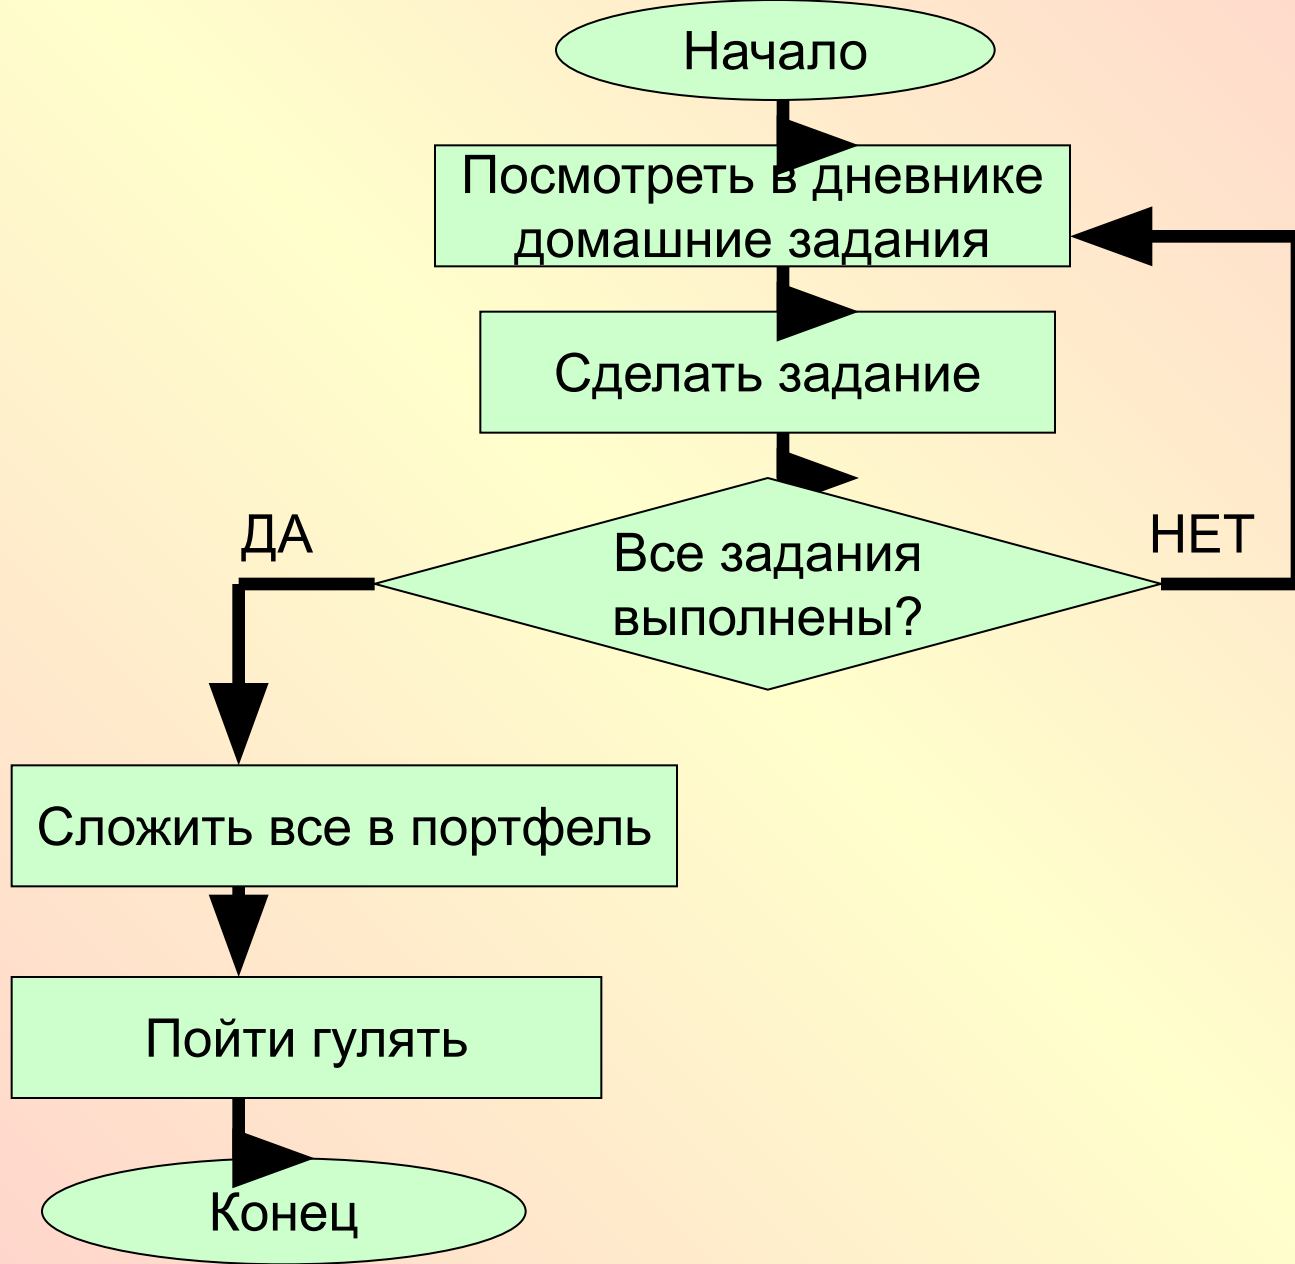 Начало
Посмотреть в дневнике
домашние задания
Сделать задание
ДА
НЕТ
Все задания
выполнены?
Сложить все в портфель
Пойти гулять
Конец